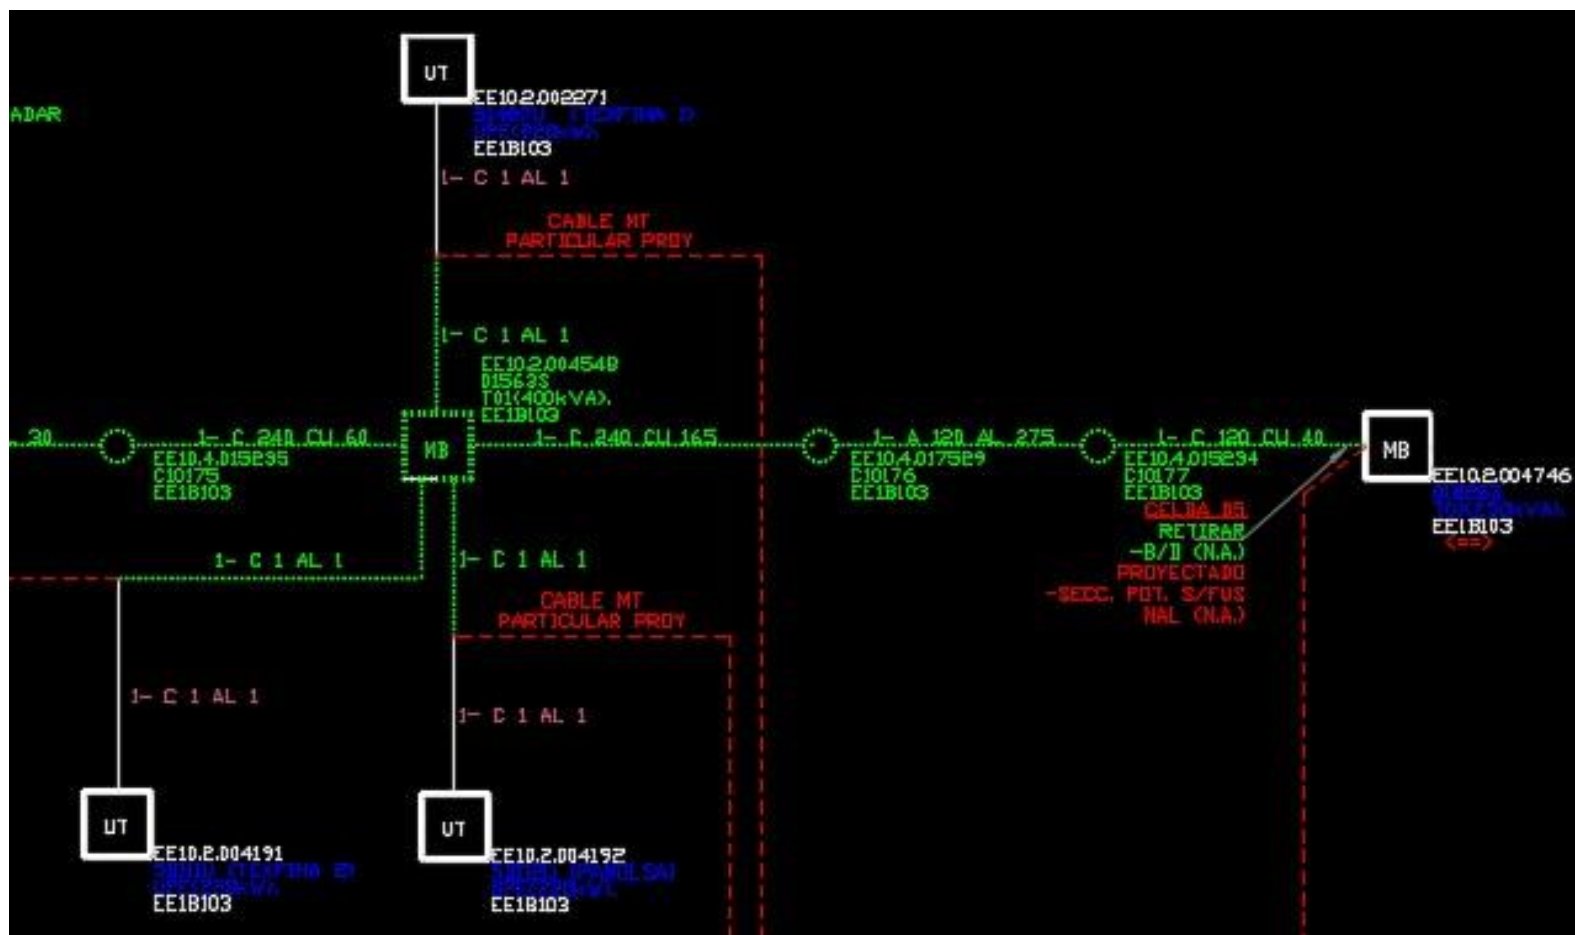 UT
EE10.2.002271
ADAR
EE1B103
1- C 1 AL 1
CABLE MT
PARTICULAR PROY
1- C 1 AL 1
EE10.2.004548
D1563S
T01(400kVA).
EE1B103
.20
1- C 240 CU 60
MB
1- C 240 CU 165
1- A 120 AL 275
1- C 120 CU 40
MB
EE10.4.015235
C10175
EE1B103
EE10.4.017529
C10176
EE1B103
EE10.4.015234
C10177
EE1B103
EE10.2.004746
EE1B103
(==)
CELDA D5
RETIRAR
-B/D (N.A.)
PROYECTADO
-SECC. POT. S/FUS
NAL (N.A.)
1- C 1 AL 1
1- C 1 AL 1
CABLE MT
PARTICULAR PROY
1- C 1 AL 1
1- C 1 AL 1
UT
UT
EE10.2.004191
EE1B103
EE10.2.004192
EE1B103